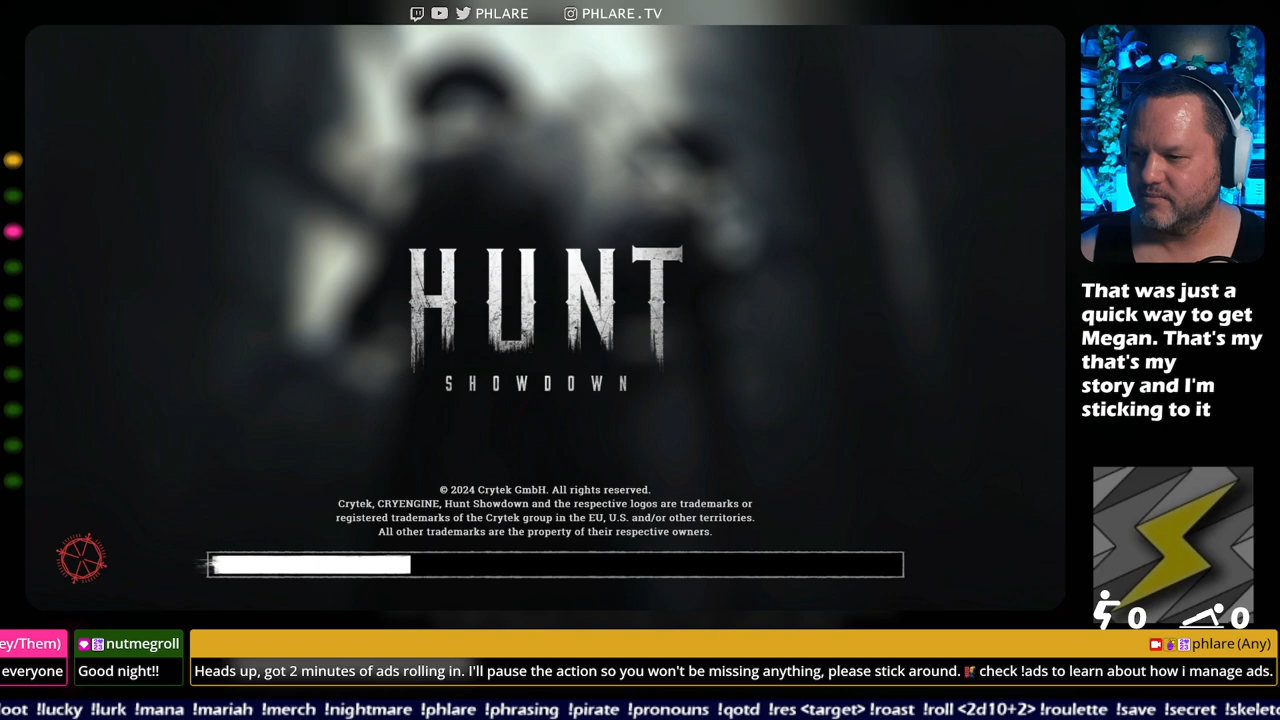 PHLARE PHLARE.TV
HUNT
SHOWDOWN
© 2024 Crytek GmbH. All rights reserved.
Crytek, CRYENGINE, Hunt Showdown and the respective logos are trademarks or
registered trademarks of the Crytek group in the EU, U.S. and/or other territories.
All other trademarks are the property of their respective owners.
That was just a
quick way to get
Megan. That's my
that's my
story and I'm
sticking to it
0 0
ey/Them)
everyone
nutmegroll
Good night!!
phlare (Any)
Heads up, got 2 minutes of ads rolling in. I'll pause the action so you won't be missing anything, please stick around. check !ads to learn about how i manage ads.
oot !lucky !lurk !mana !mariah !merch !nightmare !phlare !phrasing !pirate !pronouns !qotd !res <target> !roast !roll <2d10+2> !roulette !save !secret !skelet